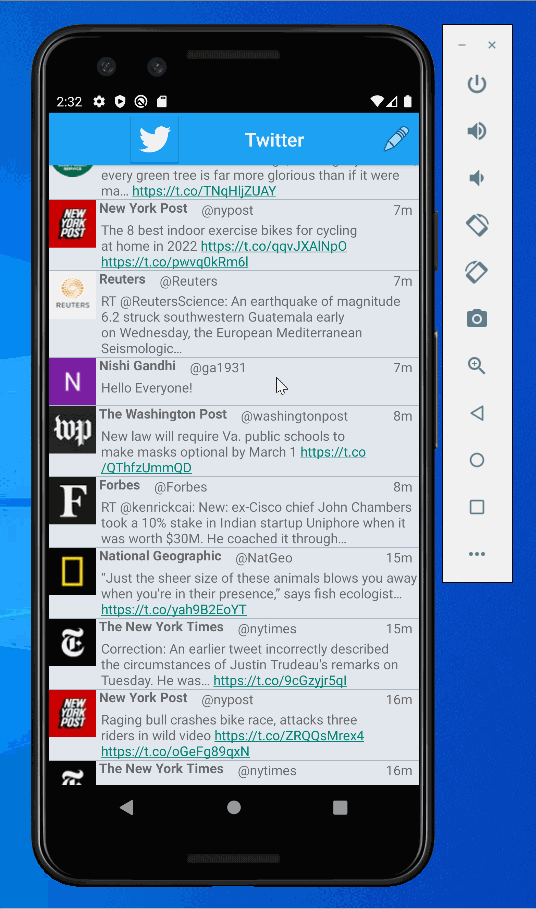 2:32
Twitter
every green tree is far more glorious than if it were
ma... https://t.co/TNqHljZUAY
NEW YORK POST
New York Post @nypost 7m
The 8 best indoor exercise bikes for cycling
at home in 2022 https://t.co/qqvJXAlNpO
https://t.co/pwvq0kRm6l
REUTERS
Reuters @Reuters 7m
RT @ReutersScience: An earthquake of magnitude
6.2 struck southwestern Guatemala early
on Wednesday, the European Mediterranean
Seismologic...
N
Nishi Gandhi @ga1931 7m
Hello Everyone!
wp
The Washington Post @washingtonpost 8m
New law will require Va. public schools to
make masks optional by March 1 https://t.co
/QThfzUmmQD
F
Forbes @Forbes 8m
RT @kenrickcai: New: ex-Cisco chief John Chambers
took a 10% stake in Indian startup Uniphore when it
was worth $30M. He coached it through...
National Geographic @NatGeo 15m
"Just the sheer size of these animals blows you away
when you're in their presence," says fish ecologist...
https://t.co/yah9B2EoYT
T
The New York Times @nytimes 15m
Correction: An earlier tweet incorrectly described
the circumstances of Justin Trudeau's remarks on
Tuesday. He was... https://t.co/9cGzyjr5qI
NEW YORK POST
New York Post @nypost 16m
Raging bull crashes bike race, attacks three
riders in wild video https://t.co/ZRQQsMrex4
https://t.co/oGeFg89qxN
The New York Times @nytimes 16m